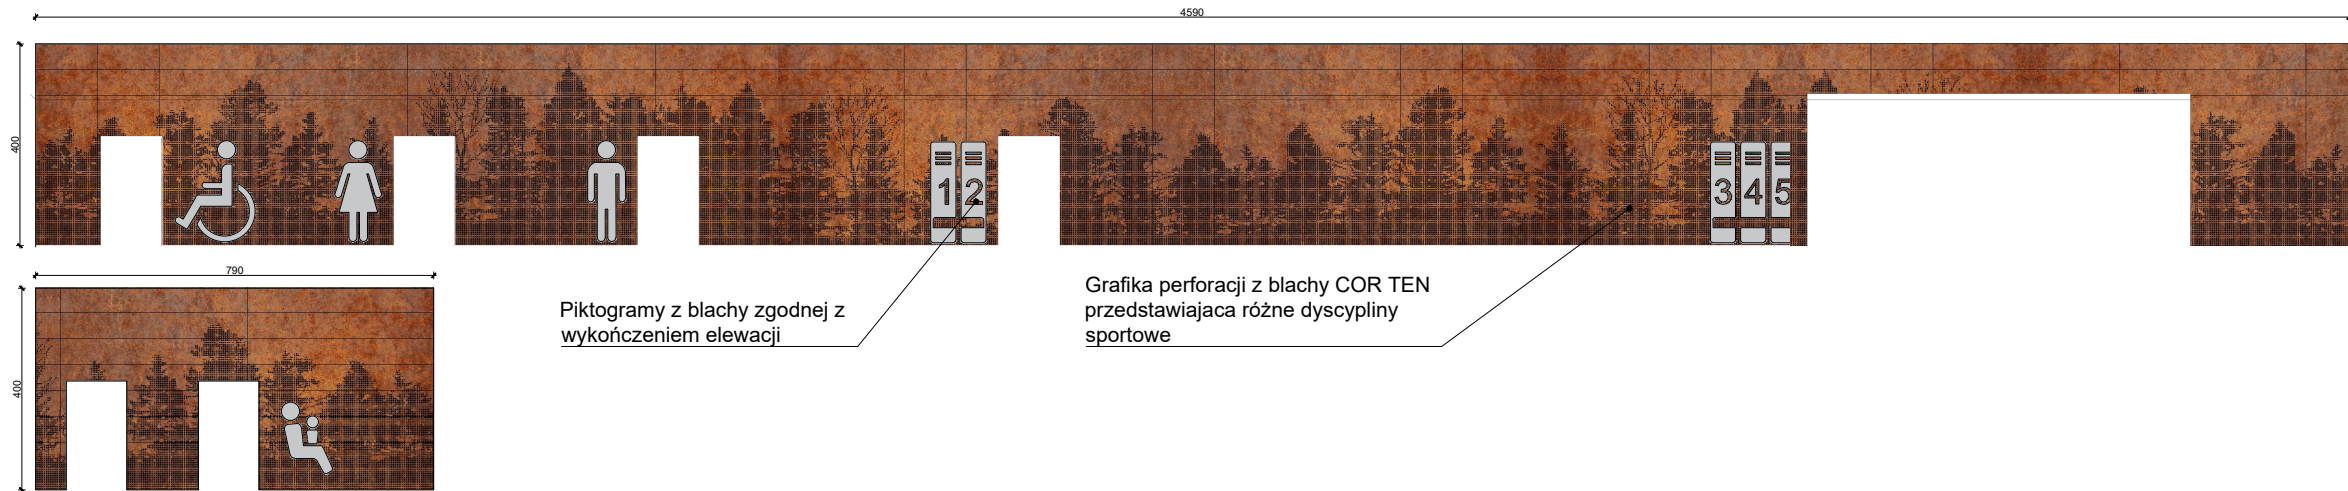 4590
400
1 2
3 4 5
790
400
Piktogramy z blachy zgodnej z
wykończeniem elewacji
Grafika perforacji z blachy COR TEN
przedstawiajaca różne dyscypliny
sportowe